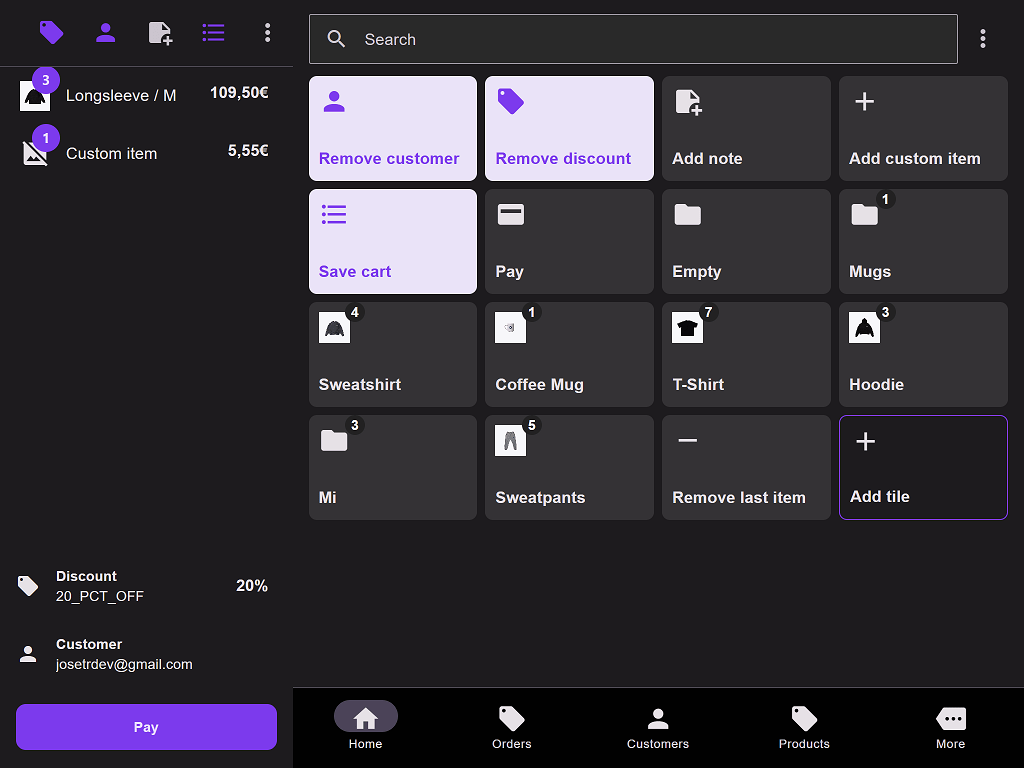 3
Longsleeve / M
109,50€
1
Custom item
5,55€
Discount
20_PCT_OFF
20%
Customer
josetrdev@gmail.com
Pay
Search
Remove customer
Remove discount
Add note
Add custom item
Save cart
Pay
Empty
1
Mugs
4
Sweatshirt
1
Coffee Mug
7
T-Shirt
3
Hoodie
3
Mi
5
Sweatpants
Remove last item
Add tile
Home
Orders
Customers
Products
More